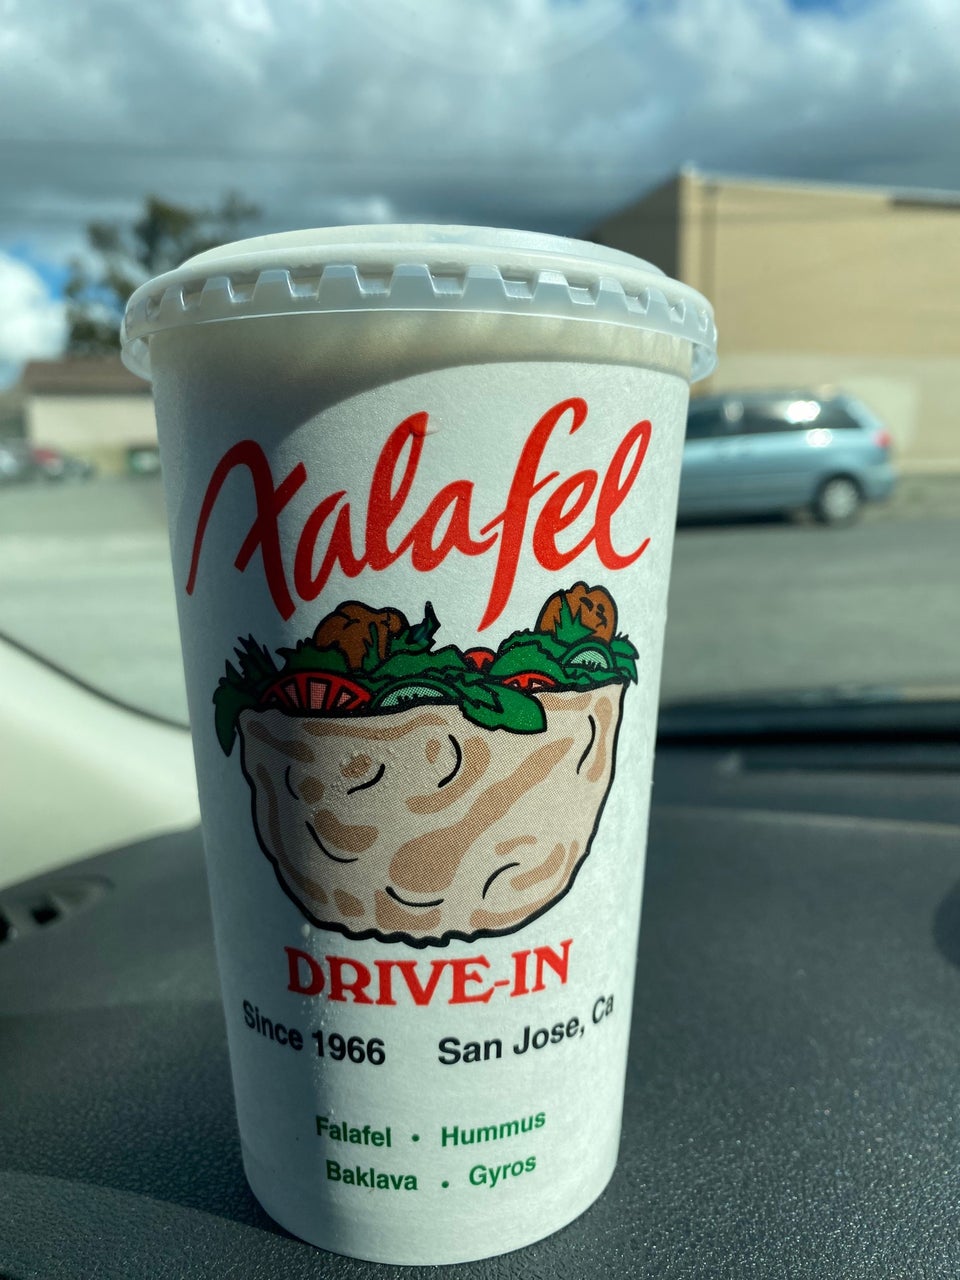 Falafel
DRIVE-IN
Since 1966 San Jose, Ca
Falafel • Hummus
Baklava • Gyros